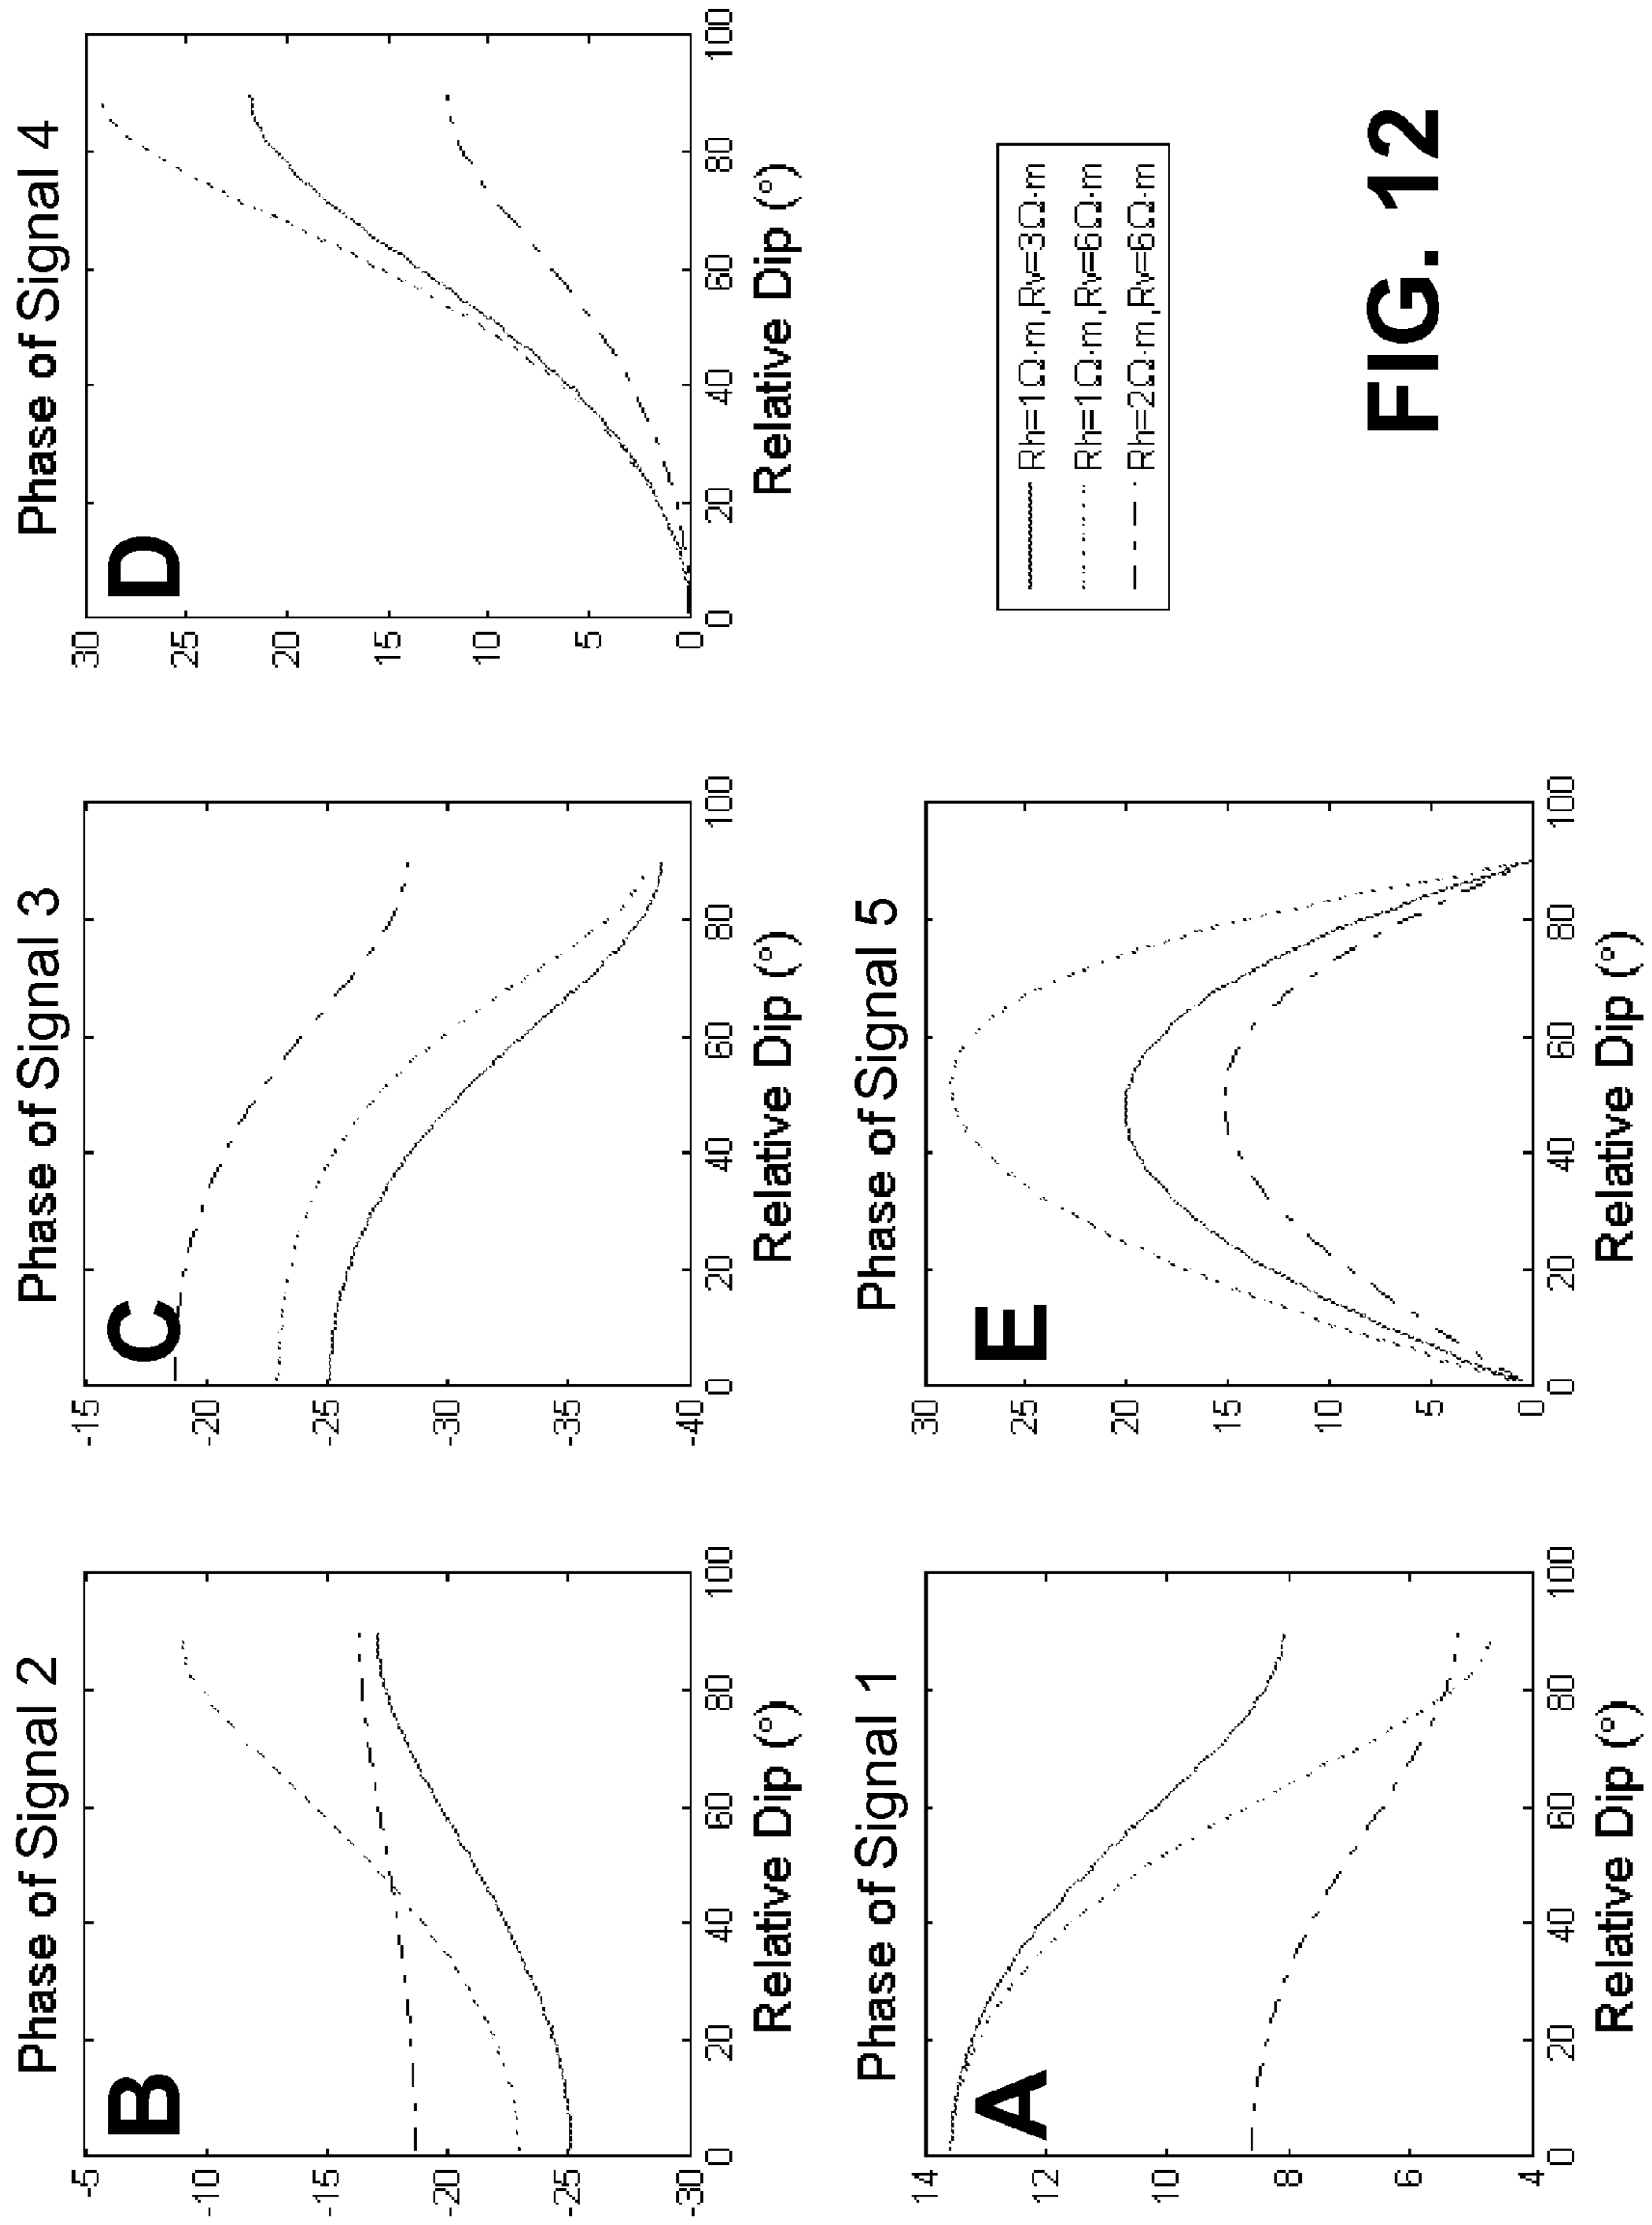 Phase of Signal 2
B
-5
-10
-15
-20
-25
-30
0 20 40 60 80 100
Relative Dip (°)
Phase of Signal 3
C
-15
-20
-25
-30
-35
-40
0 20 40 60 80 100
Relative Dip (°)
Phase of Signal 4
D
30
25
20
15
10
5
0
0 20 40 60 80 100
Relative Dip (°)
Phase of Signal 1
A
14
12
10
8
6
4
0 20 40 60 80 100
Relative Dip (°)
Phase of Signal 5
E
30
25
20
15
10
5
0
0 20 40 60 80 100
Relative Dip (°)
Rh=1Ω·m,Rv=3Ω·m
Rh=1Ω·m,Rv=6Ω·m
Rh=2Ω·m,Rv=6Ω·m
FIG. 12